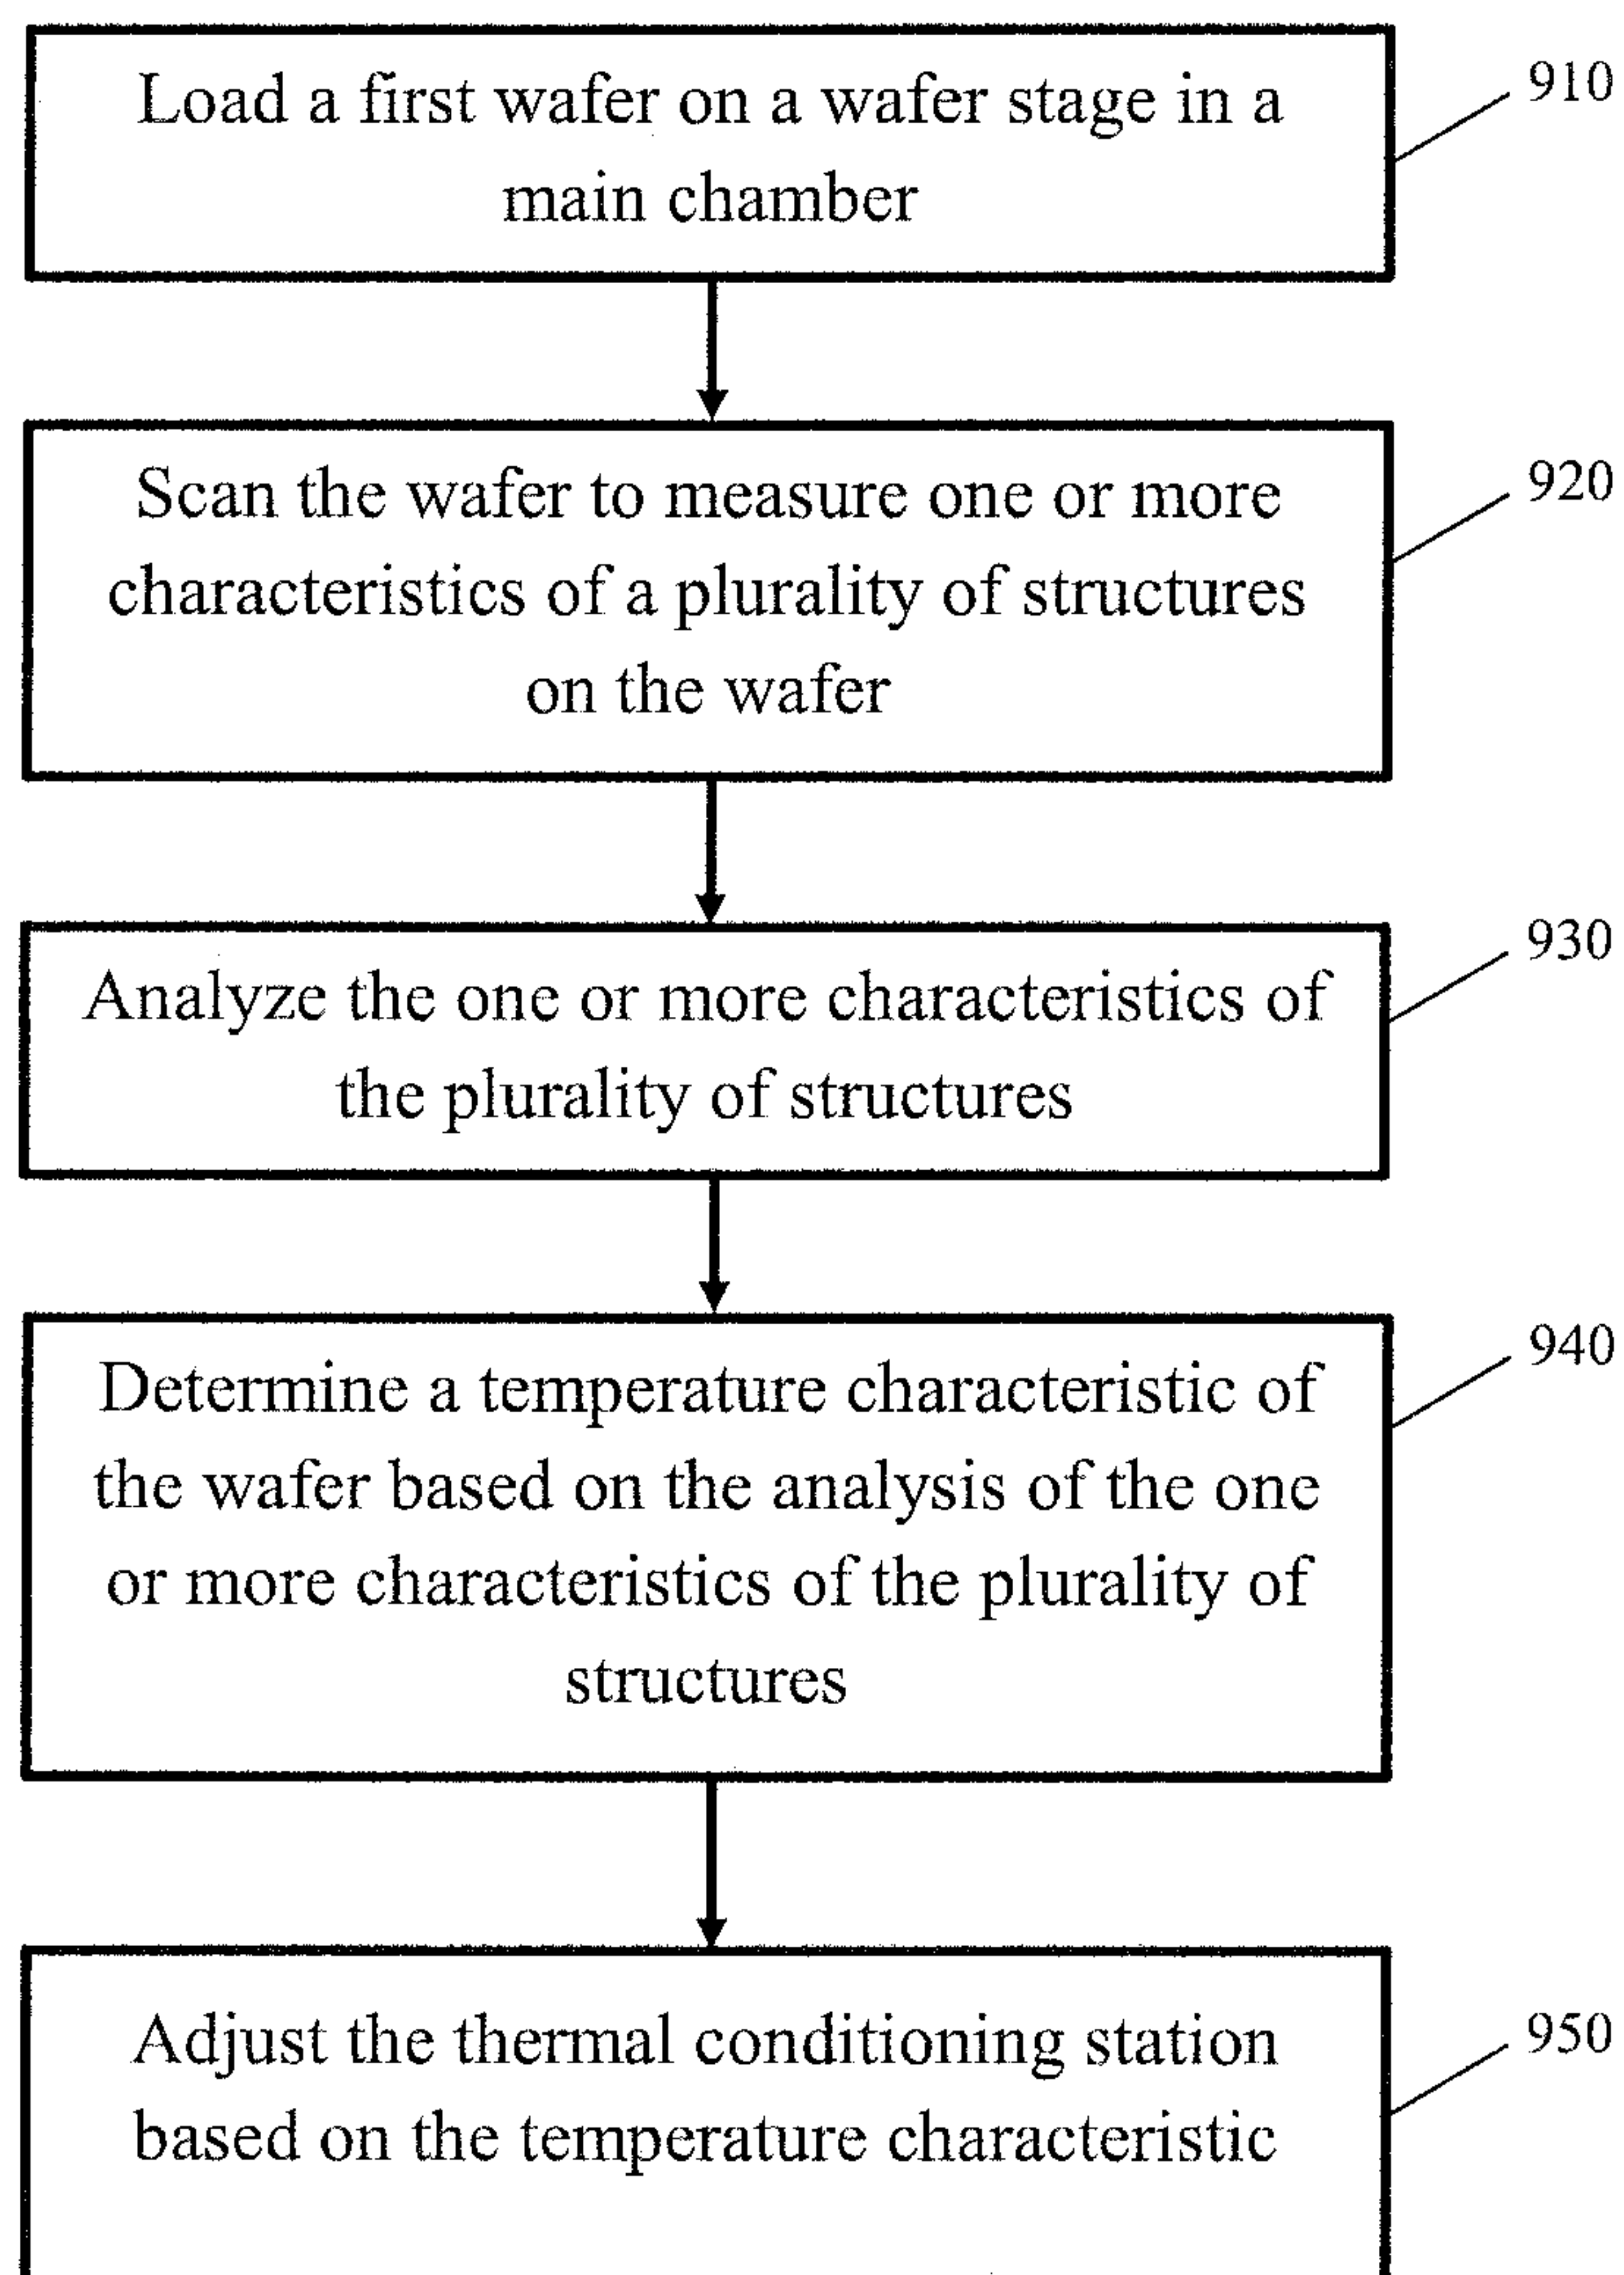 Load a first wafer on a wafer stage in a
main chamber
910
Scan the wafer to measure one or more
characteristics of a plurality of structures
on the wafer
920
Analyze the one or more characteristics of
the plurality of structures
930
Determine a temperature characteristic of
the wafer based on the analysis of the one
or more characteristics of the plurality of
structures
940
Adjust the thermal conditioning station
based on the temperature characteristic
950